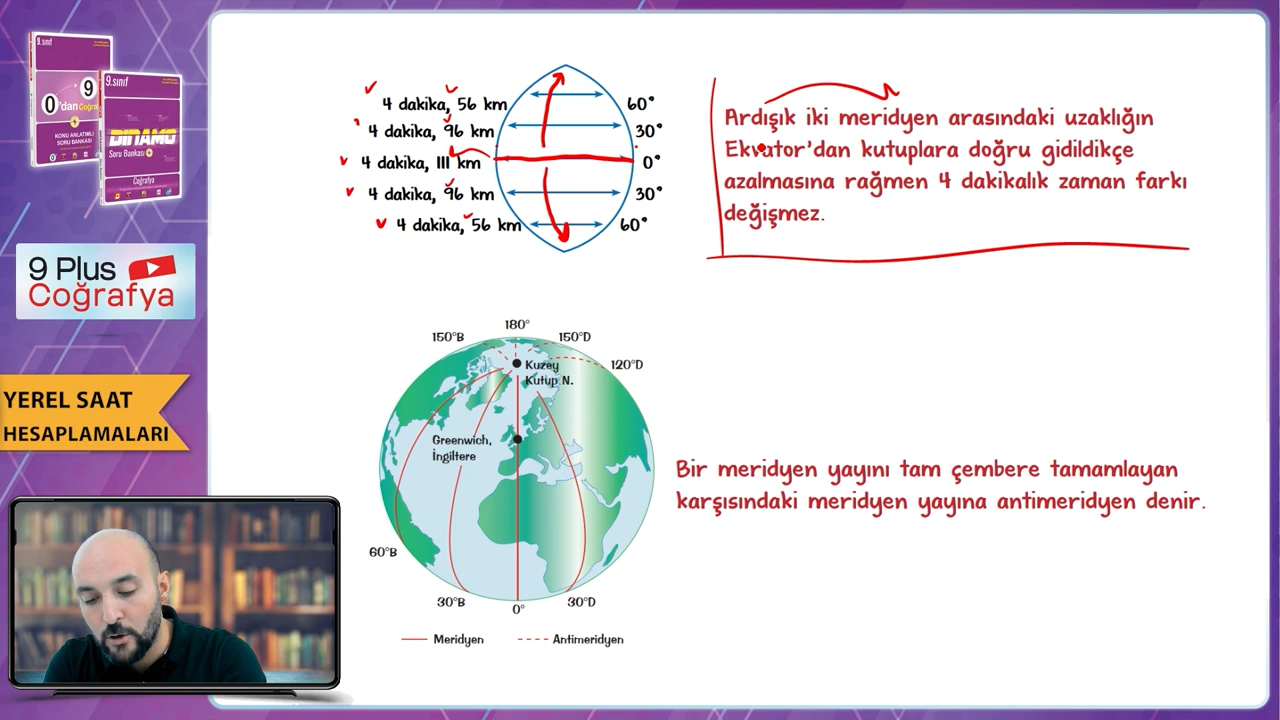 9.sınıf
0'dan 9
KONU ANLATIMLI
SORU BANKASI
9.sınıf
DİNAMO
Soru Bankası
Coğrafya
9 Plus
Coğrafya
YEREL SAAT
HESAPLAMALARI
4 dakika, 56 km 60°
4 dakika, 96 km 30°
4 dakika, 111 km 0°
4 dakika, 96 km 30°
4 dakika, 56 km 60°
Ardışık iki meridyen arasındaki uzaklığın
Ekvator'dan kutuplara doğru gidildikçe
azalmasına rağmen 4 dakikalık zaman farkı
değişmez.
180°
150°B 150°D
120°D
Kuzey
Kutup N.
Greenwich,
İngiltere
60°B
30°B 0° 30°D
Meridyen Antimeridyen
Bir meridyen yayını tam çembere tamamlayan
karşısındaki meridyen yayına antimeridyen denir.